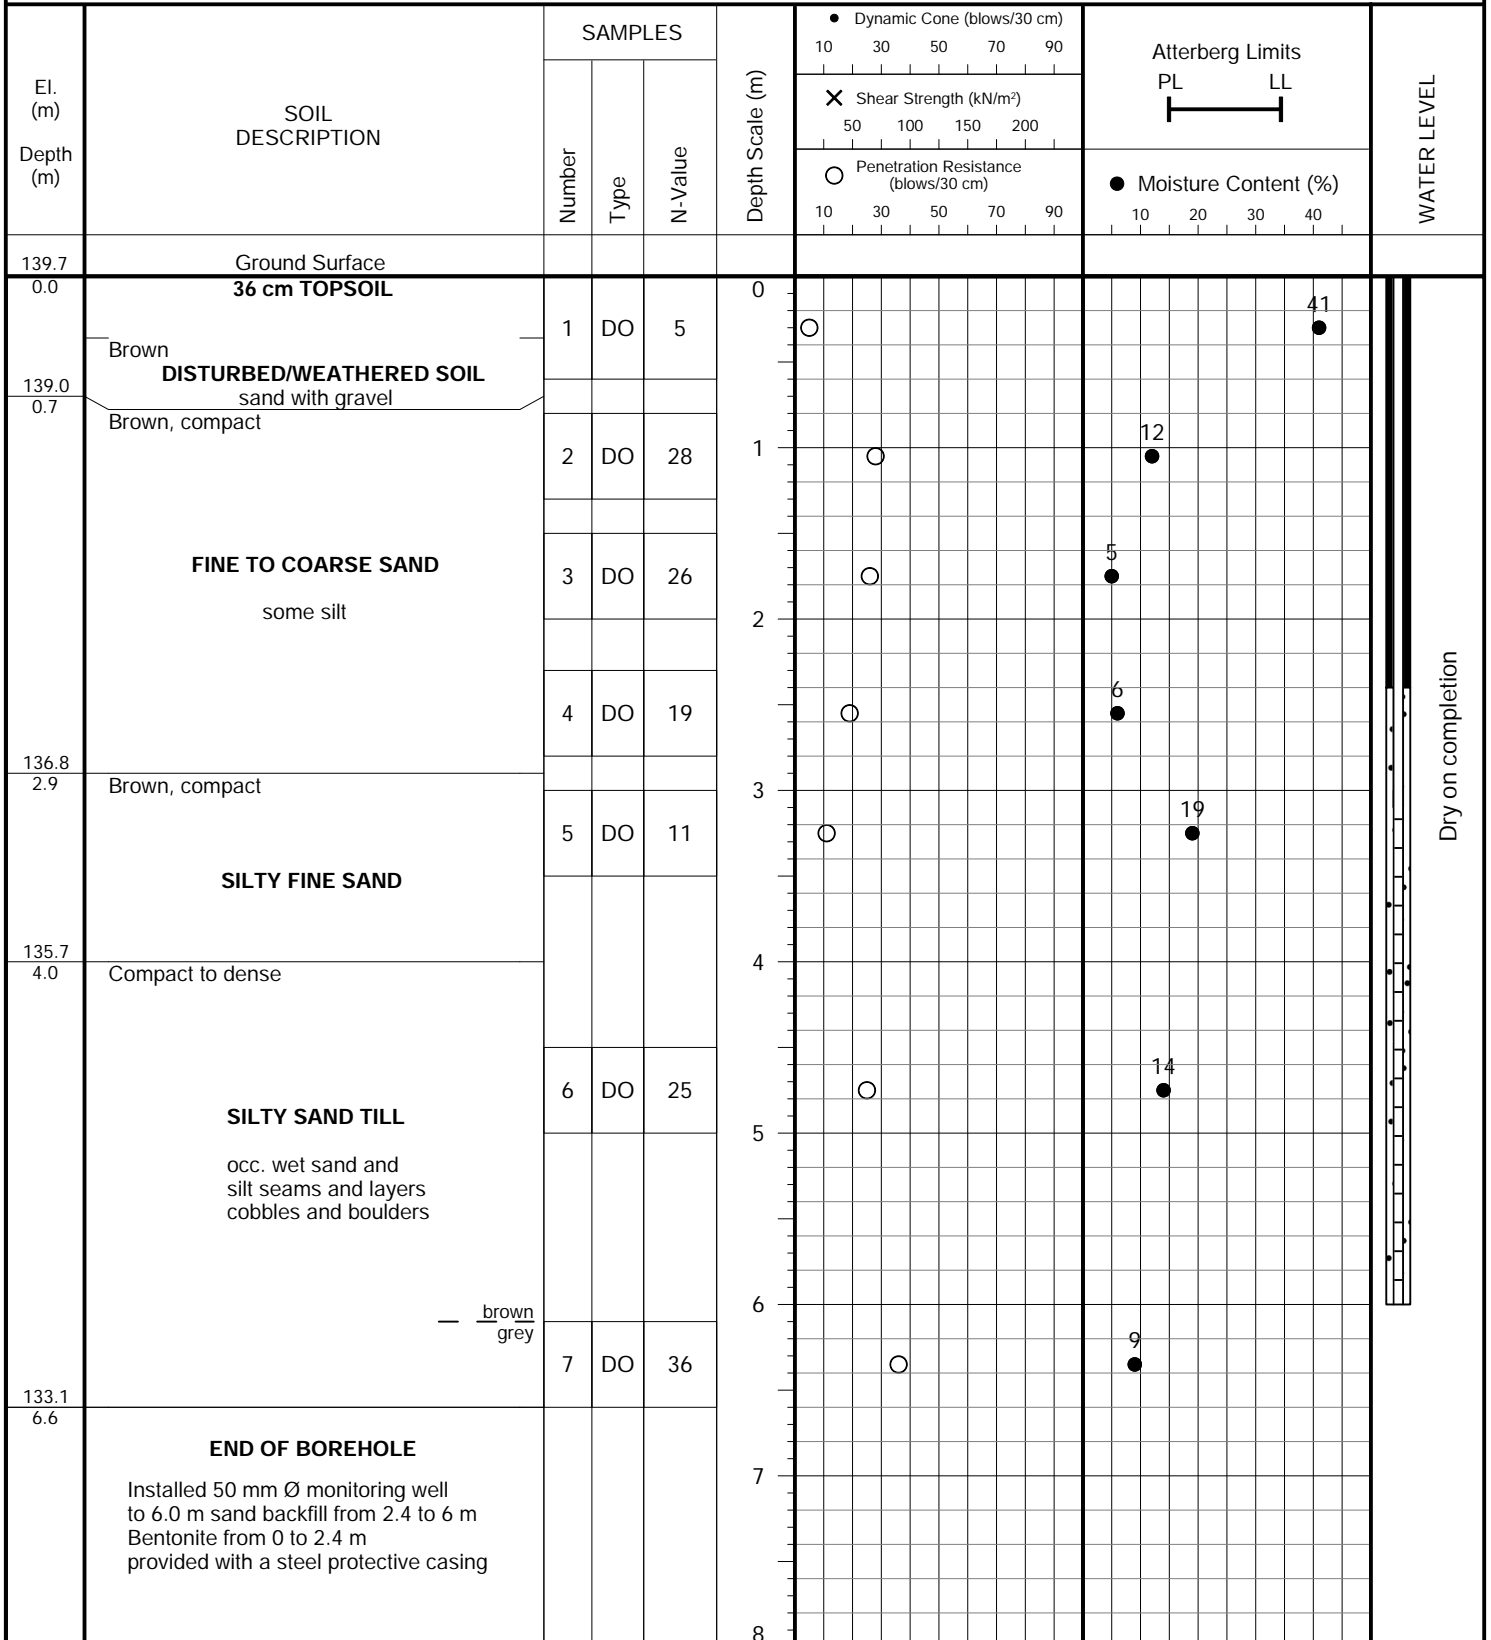 El.
(m)
Depth
(m)
SOIL
DESCRIPTION
SAMPLES
Number
Type
N-Value
Depth Scale (m)
Dynamic Cone (blows/30 cm)
10 30 50 70 90
Shear Strength (kN/m²)
50 100 150 200
Penetration Resistance
(blows/30 cm)
10 30 50 70 90
Atterberg Limits
PL LL
Moisture Content (%)
10 20 30 40
WATER LEVEL
139.7
0.0
Ground Surface
36 cm TOPSOIL
Brown
DISTURBED/WEATHERED SOIL
sand with gravel
139.0
0.7
Brown, compact
FINE TO COARSE SAND
some silt
136.8
2.9
Brown, compact
SILTY FINE SAND
135.7
4.0
Compact to dense
SILTY SAND TILL
occ. wet sand and
silt seams and layers
cobbles and boulders
brown
grey
133.1
6.6
END OF BOREHOLE
Installed 50 mm Ø monitoring well
to 6.0 m sand backfill from 2.4 to 6 m
Bentonite from 0 to 2.4 m
provided with a steel protective casing
1 DO 5
2 DO 28
3 DO 26
4 DO 19
5 DO 11
6 DO 25
7 DO 36
0
1
2
3
4
5
6
7
8
41
12
5
6
19
14
9
Dry on completion